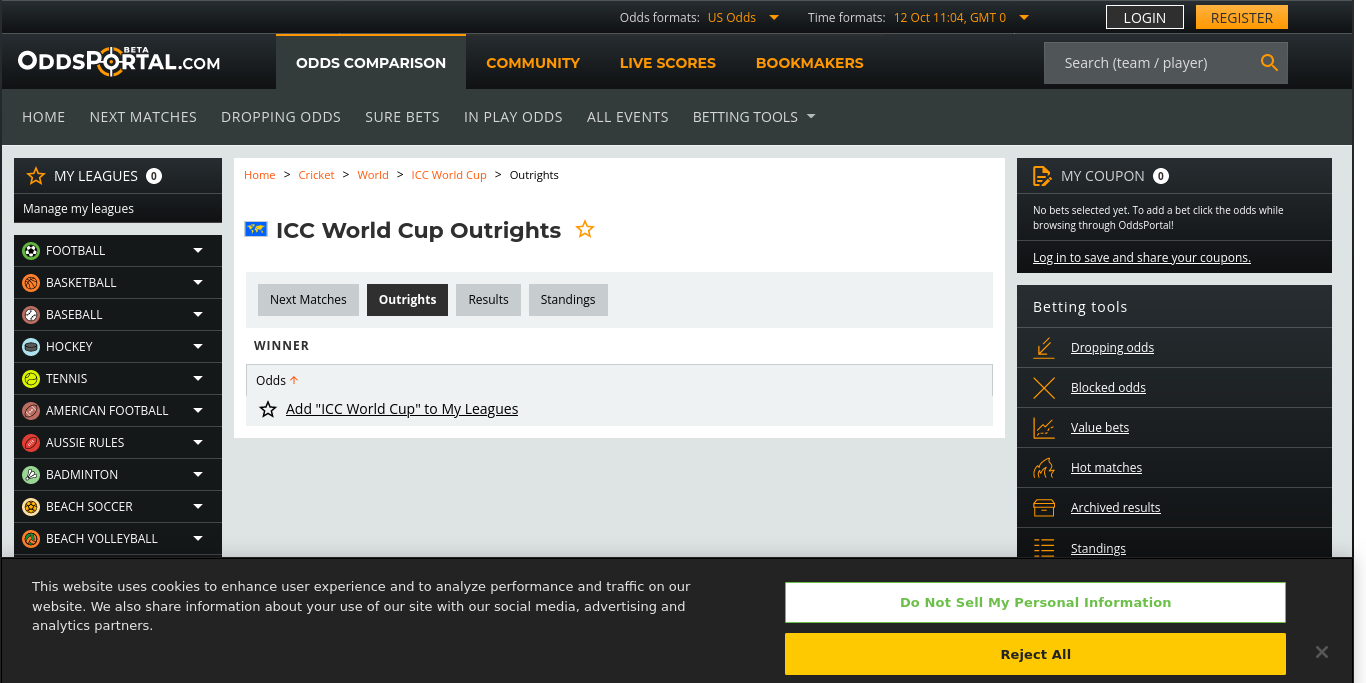 Odds formats: US Odds Time formats: 12 Oct 11:04, GMT 0 LOGIN REGISTER
ODDSPORTAL.COM BETA ODDS COMPARISON COMMUNITY LIVE SCORES BOOKMAKERS Search (team / player)
HOME NEXT MATCHES DROPPING ODDS SURE BETS IN PLAY ODDS ALL EVENTS BETTING TOOLS
MY LEAGUES 0
Manage my leagues
FOOTBALL
BASKETBALL
BASEBALL
HOCKEY
TENNIS
AMERICAN FOOTBALL
AUSSIE RULES
BADMINTON
BEACH SOCCER
BEACH VOLLEYBALL
Home > Cricket > World > ICC World Cup > Outrights
ICC World Cup Outrights
Next Matches Outrights Results Standings
WINNER
Odds
Add "ICC World Cup" to My Leagues
MY COUPON 0
No bets selected yet. To add a bet click the odds while
browsing through OddsPortal!
Log in to save and share your coupons.
Betting tools
Dropping odds
Blocked odds
Value bets
Hot matches
Archived results
Standings
This website uses cookies to enhance user experience and to analyze performance and traffic on our
website. We also share information about your use of our site with our social media, advertising and
analytics partners.
Do Not Sell My Personal Information
Reject All